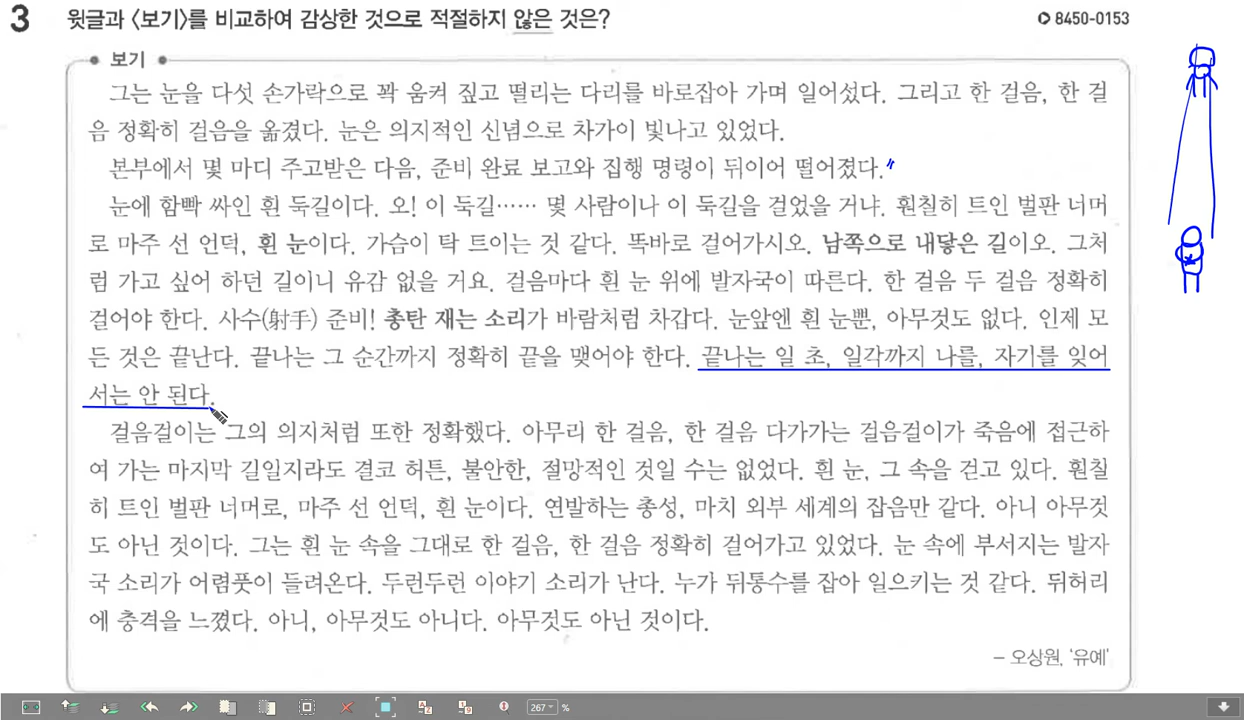 3 윗글과 〈보기〉를 비교하여 감상한 것으로 적절하지 않은 것은?
8450-0153
보기
그는 눈을 다섯 손가락으로 꽉 움켜 짚고 떨리는 다리를 바로잡아 가며 일어섰다. 그리고 한 걸음, 한 걸
음 정확히 걸음을 옮겼다. 눈은 의지적인 신념으로 차가이 빛나고 있었다.
본부에서 몇 마디 주고받은 다음, 준비 완료 보고와 집행 명령이 뒤이어 떨어졌다.
눈에 함빡 싸인 흰 둑길이다. 오! 이 둑길…… 몇 사람이나 이 둑길을 걸었을 거냐. 훤칠히 트인 벌판 너머
로 마주 선 언덕, 흰 눈이다. 가슴이 탁 트이는 것 같다. 똑바로 걸어가시오. 남쪽으로 내닿은 길이오. 그처
럼 가고 싶어 하던 길이니 유감 없을 거요. 걸음마다 흰 눈 위에 발자국이 따른다. 한 걸음 두 걸음 정확히
걸어야 한다. 사수(射手) 준비! 총탄 재는 소리가 바람처럼 차갑다. 눈앞엔 흰 눈뿐, 아무것도 없다. 인제 모
든 것은 끝난다. 끝나는 그 순간까지 정확히 끝을 맺어야 한다. 끝나는 일 초, 일각까지 나를, 자기를 잊어
서는 안 된다.
걸음걸이는 그의 의지처럼 또한 정확했다. 아무리 한 걸음, 한 걸음 다가가는 걸음걸이가 죽음에 접근하
여 가는 마지막 길일지라도 결코 허튼, 불안한, 절망적인 것일 수는 없었다. 흰 눈, 그 속을 걷고 있다. 훤칠
히 트인 벌판 너머로, 마주 선 언덕, 흰 눈이다. 연발하는 총성, 마치 외부 세계의 잡음만 같다. 아니 아무것
도 아닌 것이다. 그는 흰 눈 속을 그대로 한 걸음, 한 걸음 정확히 걸어가고 있었다. 눈 속에 부서지는 발자
국 소리가 어렴풋이 들려온다. 두런두런 이야기 소리가 난다. 누가 뒤통수를 잡아 일으키는 것 같다. 뒤허리
에 충격을 느꼈다. 아니, 아무것도 아니다. 아무것도 아닌 것이다.
- 오상원, '유예'
267 %